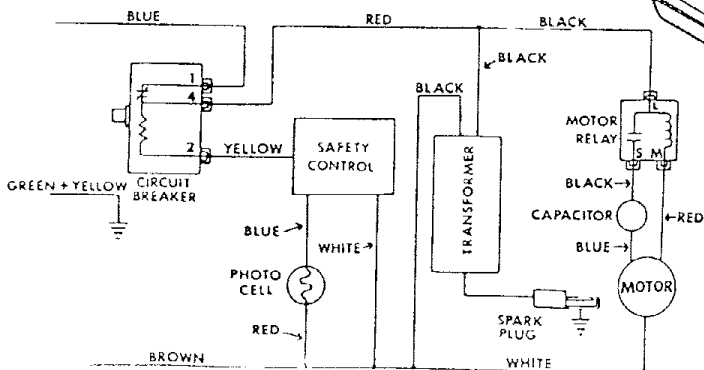 BLUE
RED
BLACK
1
4
2
BLACK
BLACK
L
MOTOR
RELAY
S M
YELLOW
SAFETY
CONTROL
TRANSFORMER
GREEN + YELLOW
CIRCUIT
BREAKER
BLACK
CAPACITOR
RED
BLUE
WHITE
BLUE
PHOTO
CELL
MOTOR
RED
SPARK
PLUG
BROWN
WHITE